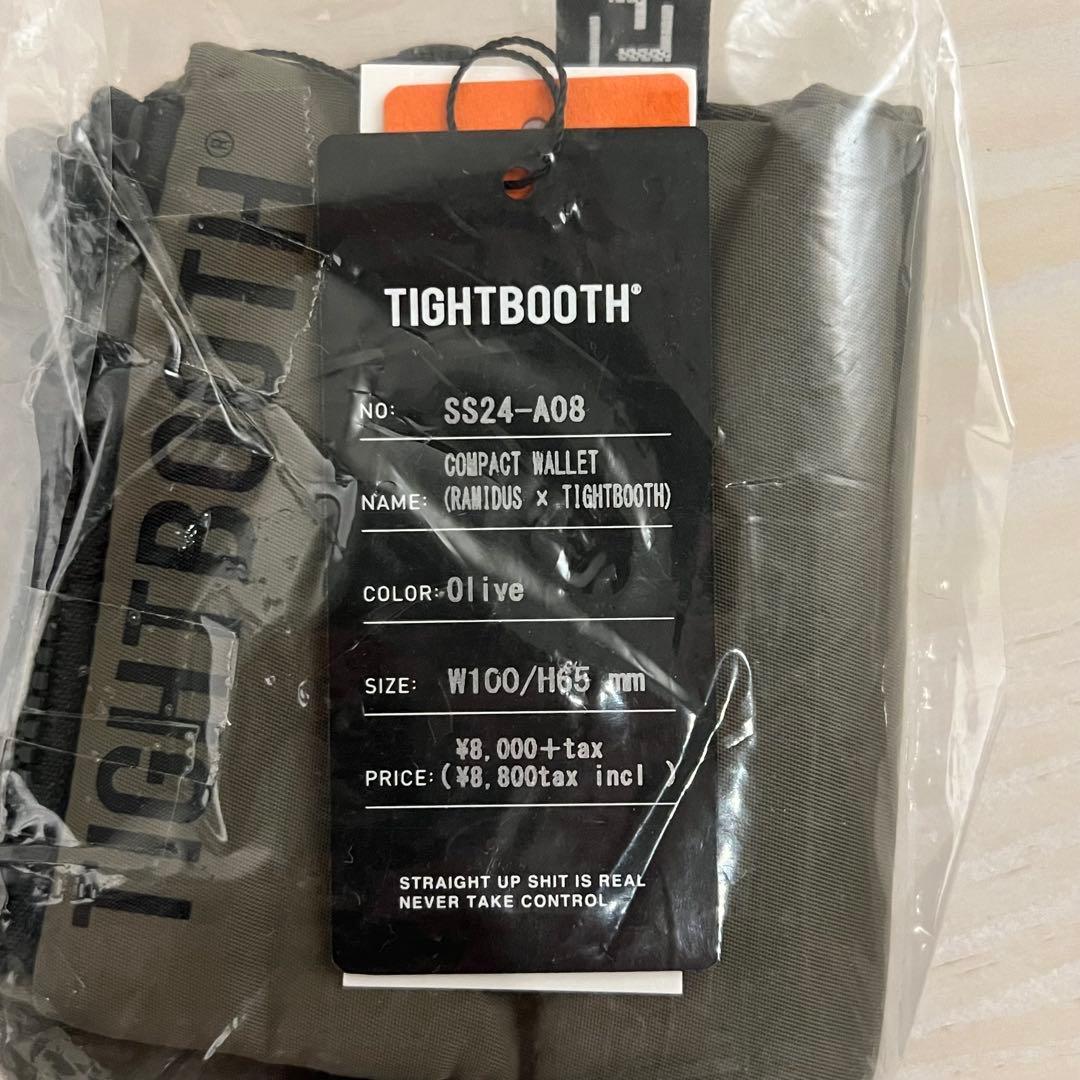 TIGHTBOOTH®
TIGHTBOOTH®
NO: SS24-A08
COMPACT WALLET
NAME: (RAMIDUS × TIGHTBOOTH)
COLOR: Olive
SIZE: W100/H65 mm
¥8,000+tax
PRICE: (¥8,800tax incl )
STRAIGHT UP SHIT IS REAL
NEVER TAKE CONTROL.